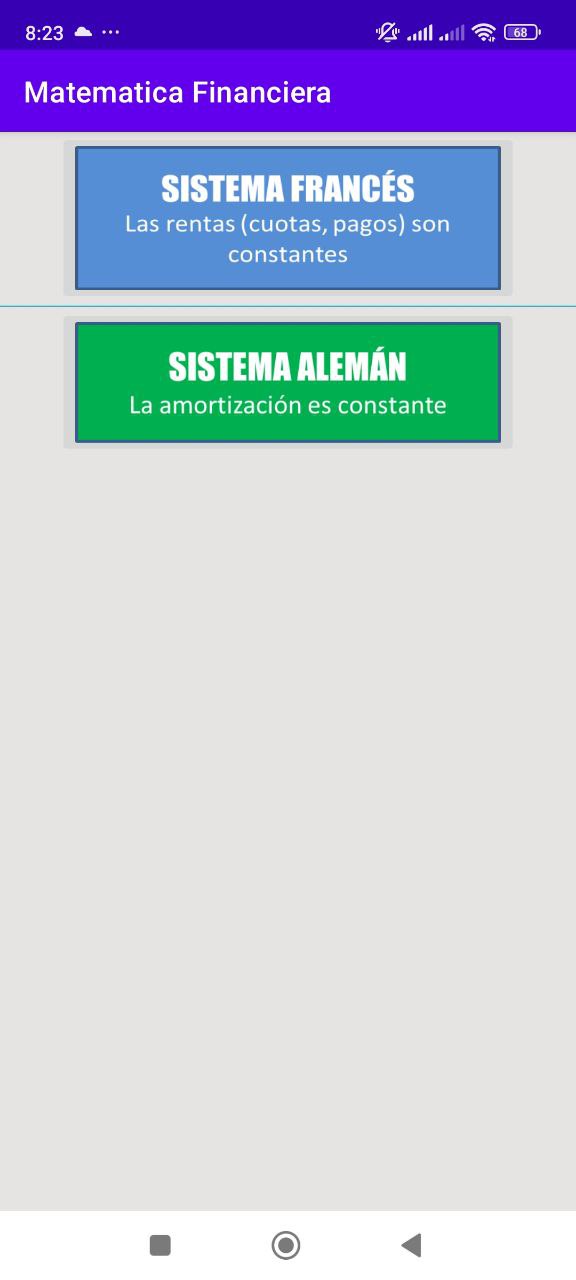 8:23
68
Matematica Financiera
SISTEMA FRANCÉS
Las rentas (cuotas, pagos) son
constantes
SISTEMA ALEMÁN
La amortización es constante